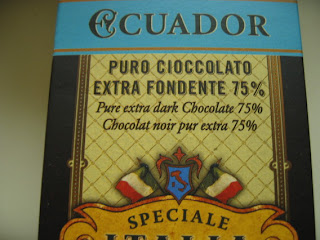 ECUADOR
PURO CIOCCOLATO
EXTRA FONDENTE 75%
Pure extra dark Chocolate 75%
Chocolat noir pur extra 75%
SPECIALE